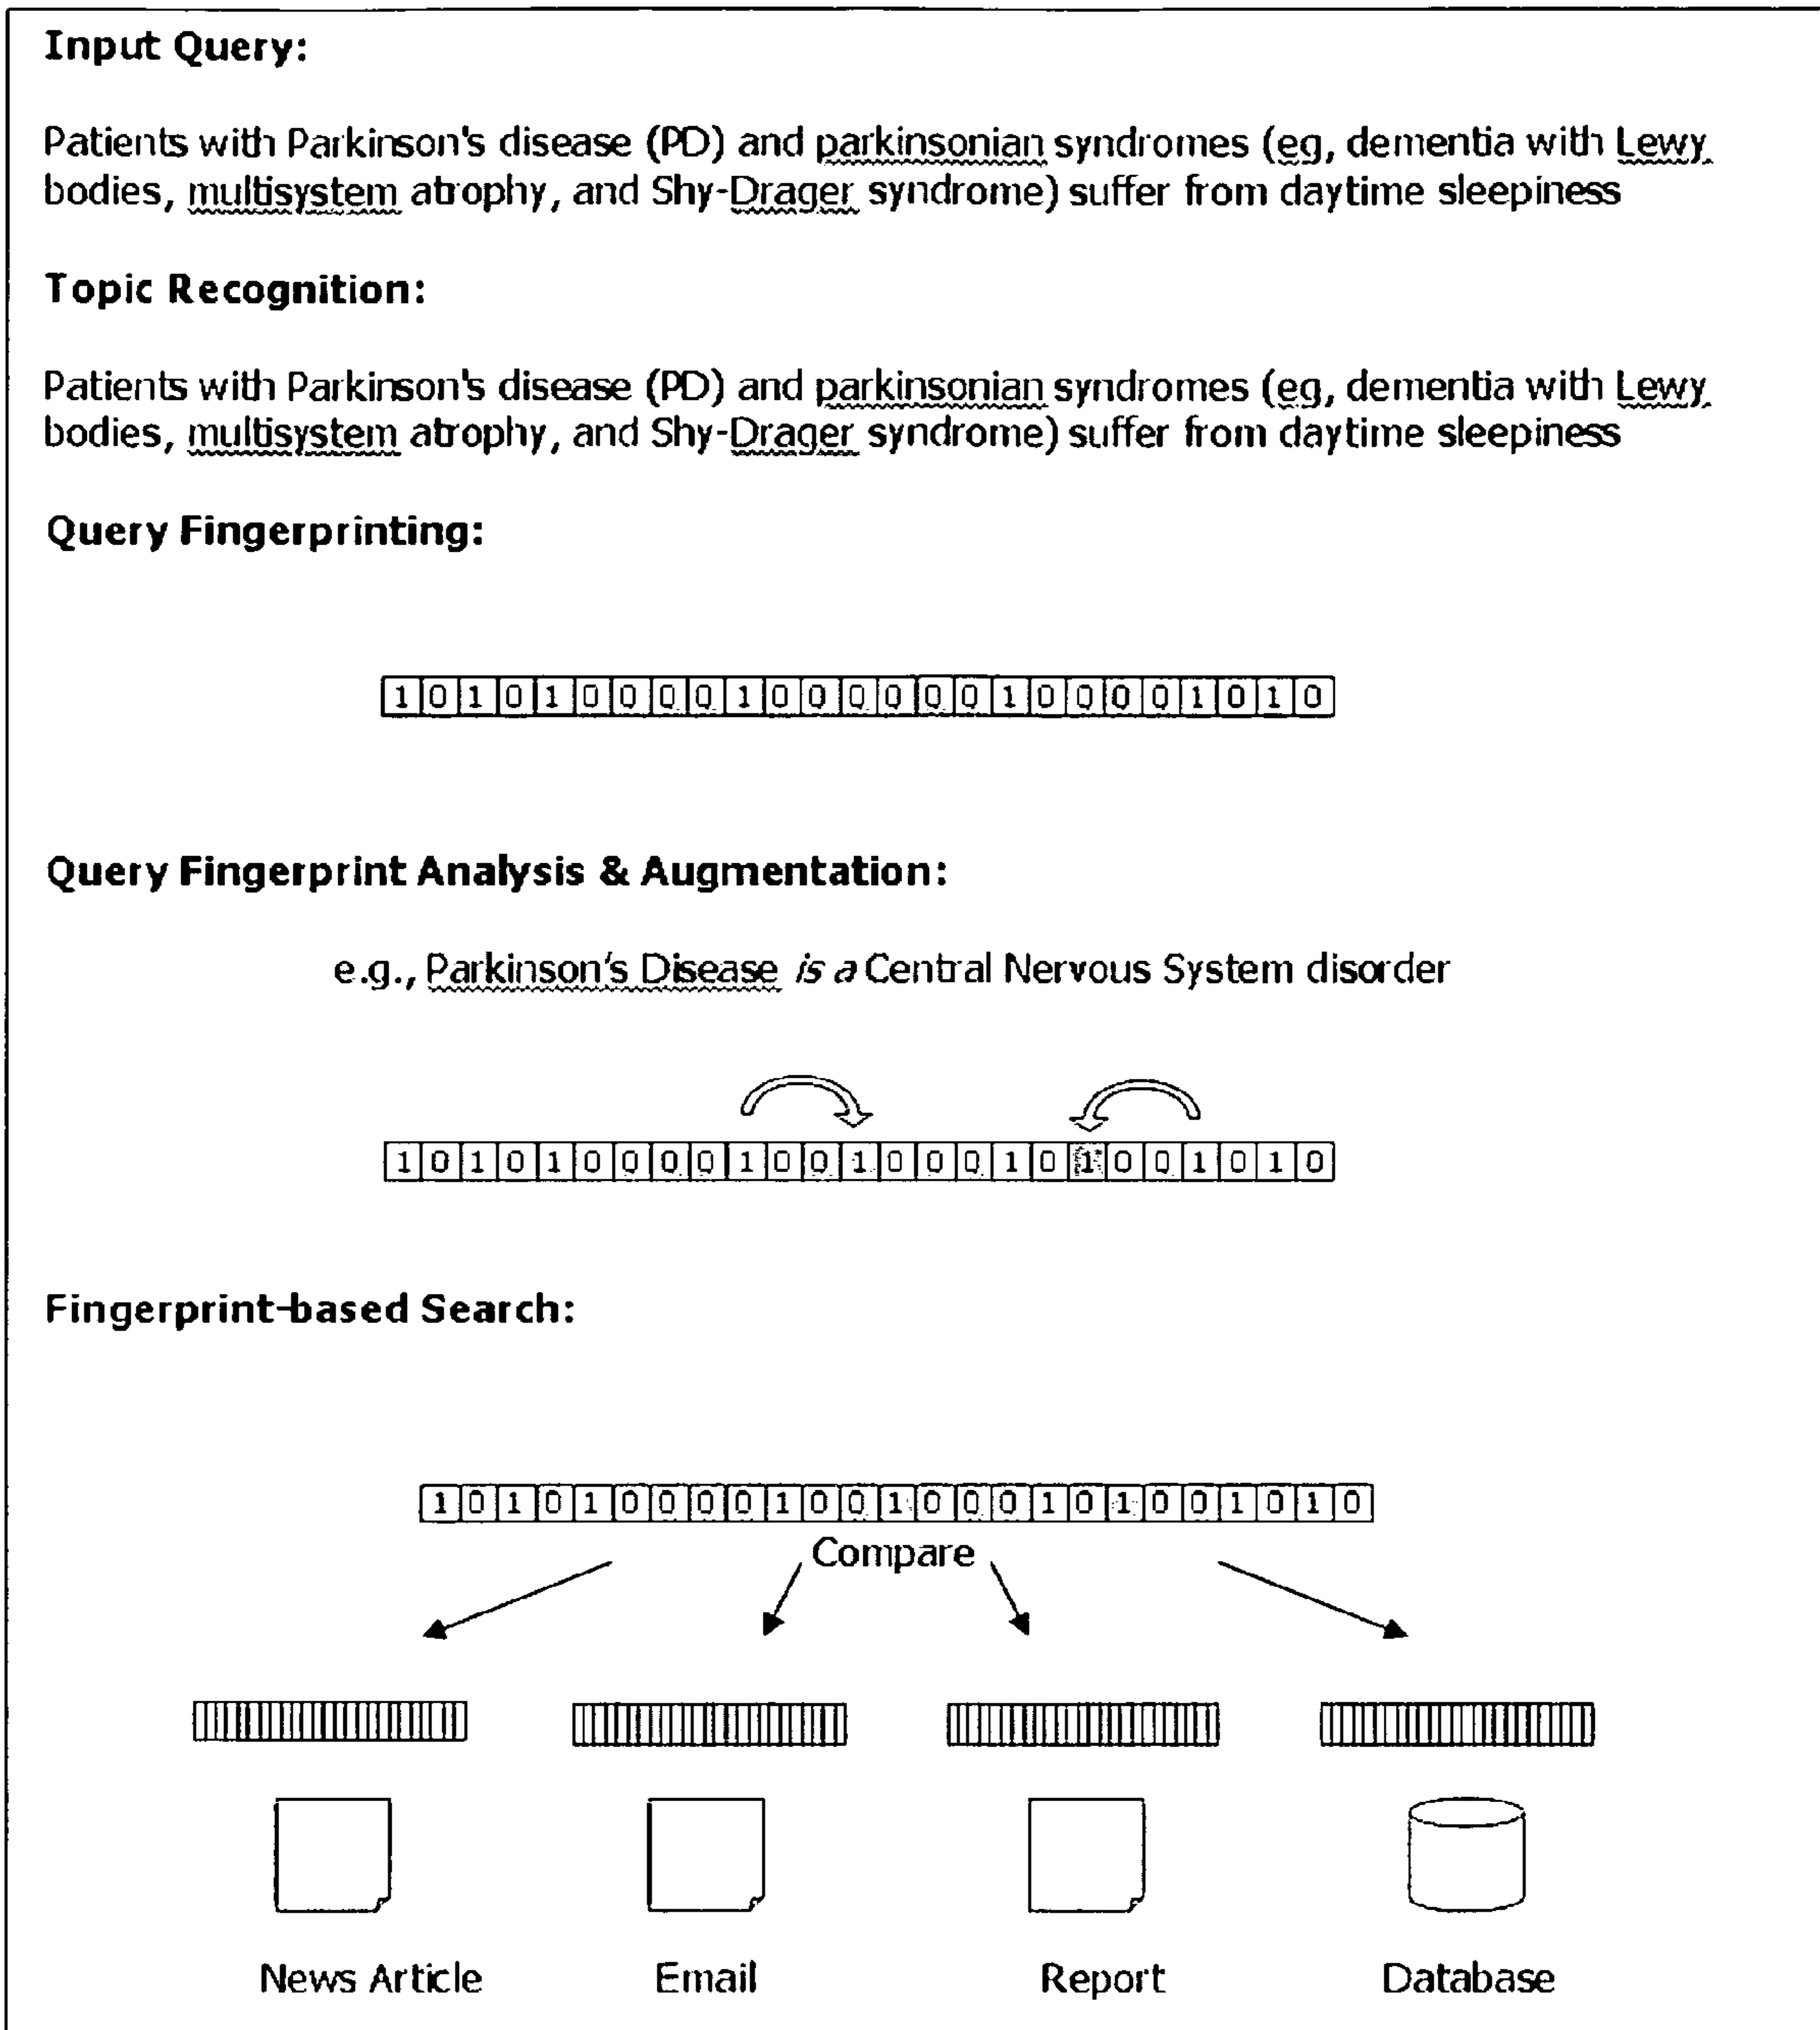 Input Query:
Patients with Parkinson's disease (PD) and parkinsonian syndromes (eg, dementia with Lewy
bodies, multisystem atrophy, and Shy-Drager syndrome) suffer from daytime sleepiness
Topic Recognition:
Patients with Parkinson's disease (PD) and parkinsonian syndromes (eg, dementia with Lewy
bodies, multisystem atrophy, and Shy-Drager syndrome) suffer from daytime sleepiness
Query Fingerprinting:
1 0 1 0 1 0 0 0 0 1 0 0 0 0 0 0 1 0 0 0 0 1 0 1 0
Query Fingerprint Analysis & Augmentation:
e.g., Parkinson's Disease is a Central Nervous System disorder
1 0 1 0 1 0 0 0 0 1 0 0 1 0 0 0 1 0 1 0 0 1 0 1 0
Fingerprint-based Search:
1 0 1 0 1 0 0 0 0 1 0 0 1 0 0 0 1 0 1 0 0 1 0 1 0
Compare
News Article Email Report Database